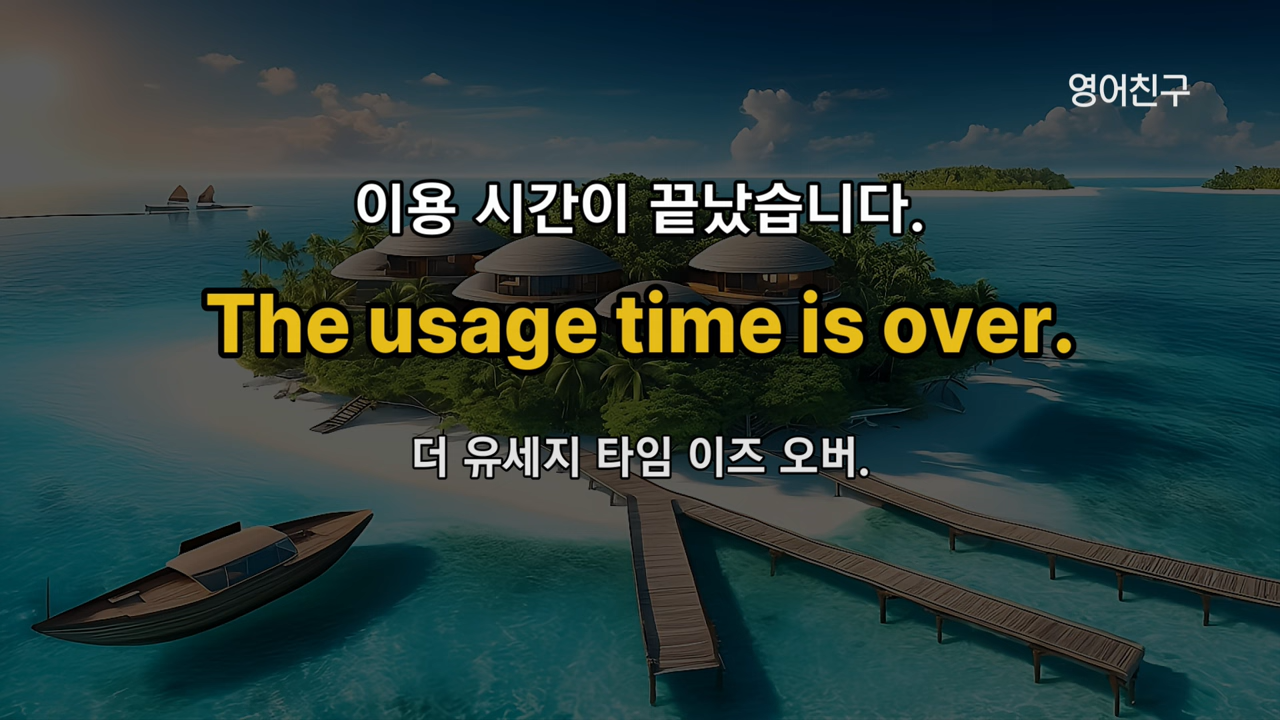 영어친구
이용 시간이 끝났습니다.
The usage time is over.
더 유세지 타임 이즈 오버.